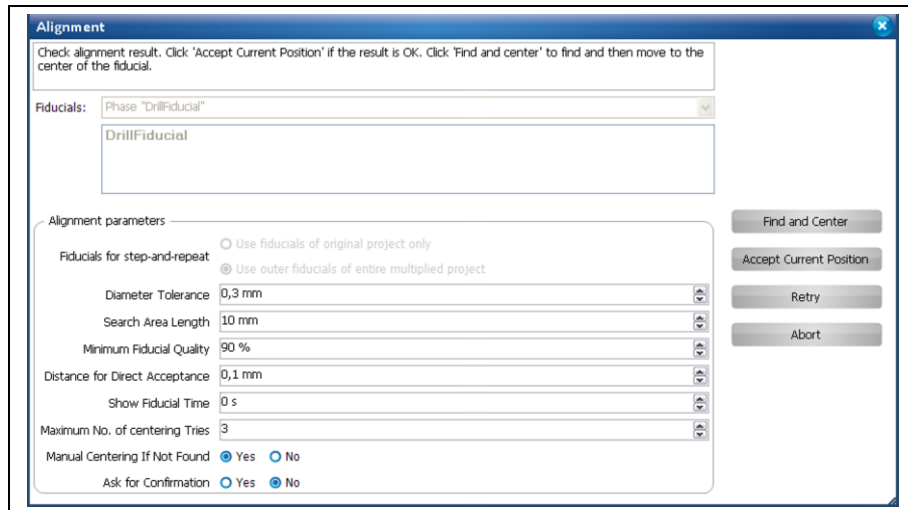 Alignment
Check alignment result. Click 'Accept Current Position' if the result is OK. Click 'Find and center' to find and then move to the
center of the fiducial.
Fiducials: Phase "DrillFiducial"
DrillFiducial
Alignment parameters
Fiducials for step-and-repeat
Use fiducials of original project only
Use outer fiducials of entire multiplied project
Diameter Tolerance 0,3 mm
Search Area Length 10 mm
Minimum Fiducial Quality 90 %
Distance for Direct Acceptance 0,1 mm
Show Fiducial Time 0 s
Maximum No. of centering Tries 3
Manual Centering If Not Found Yes No
Ask for Confirmation Yes No
Find and Center
Accept Current Position
Retry
Abort